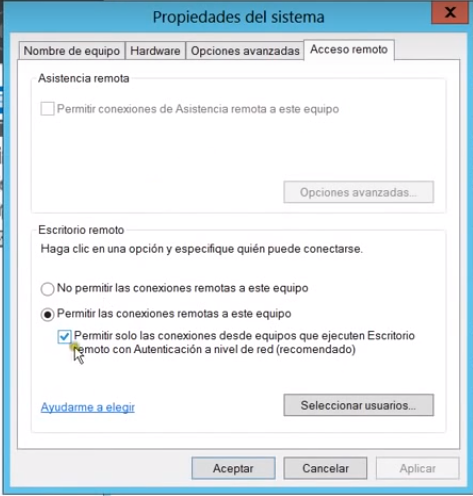 Propiedades del sistema
x
Nombre de equipo Hardware Opciones avanzadas Acceso remoto
Asistencia remota
Permitir conexiones de Asistencia remota a este equipo
Opciones avanzadas...
Escritorio remoto
Haga clic en una opción y especifique quién puede conectarse.
No permitir las conexiones remotas a este equipo
Permitir las conexiones remotas a este equipo
Permitir solo las conexiones desde equipos que ejecuten Escritorio
remoto con Autenticación a nivel de red (recomendado)
Ayudarme a elegir
Seleccionar usuarios...
Aceptar Cancelar Aplicar